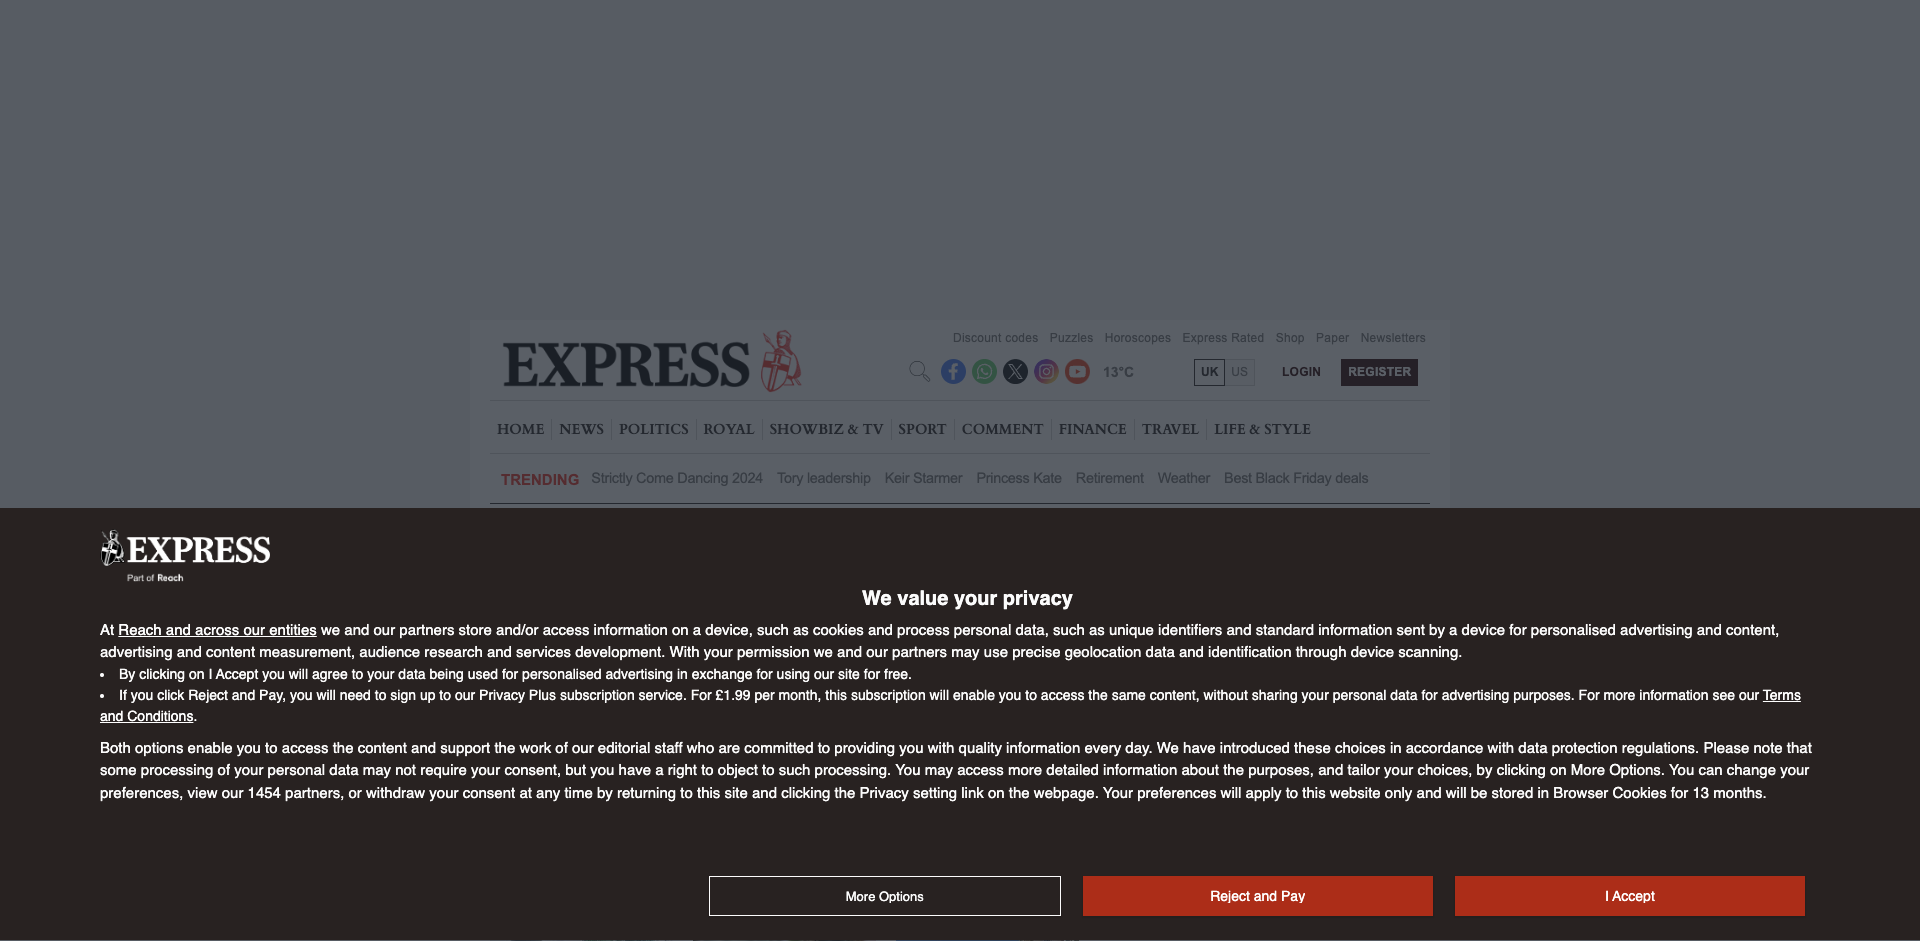 EXPRESS
Discount codes Puzzles Horoscopes Express Rated Shop Paper Newsletters
13°C UK US LOGIN REGISTER
HOME NEWS POLITICS ROYAL SHOWBIZ & TV SPORT COMMENT FINANCE TRAVEL LIFE & STYLE
TRENDING Strictly Come Dancing 2024 Tory leadership Keir Starmer Princess Kate Retirement Weather Best Black Friday deals
EXPRESS
Part of Reach
We value your privacy
At Reach and across our entities we and our partners store and/or access information on a device, such as cookies and process personal data, such as unique identifiers and standard information sent by a device for personalised advertising and content,
advertising and content measurement, audience research and services development. With your permission we and our partners may use precise geolocation data and identification through device scanning.
• By clicking on I Accept you will agree to your data being used for personalised advertising in exchange for using our site for free.
• If you click Reject and Pay, you will need to sign up to our Privacy Plus subscription service. For £1.99 per month, this subscription will enable you to access the same content, without sharing your personal data for advertising purposes. For more information see our Terms
and Conditions.
Both options enable you to access the content and support the work of our editorial staff who are committed to providing you with quality information every day. We have introduced these choices in accordance with data protection regulations. Please note that
some processing of your personal data may not require your consent, but you have a right to object to such processing. You may access more detailed information about the purposes, and tailor your choices, by clicking on More Options. You can change your
preferences, view our 1454 partners, or withdraw your consent at any time by returning to this site and clicking the Privacy setting link on the webpage. Your preferences will apply to this website only and will be stored in Browser Cookies for 13 months.
More Options Reject and Pay I Accept